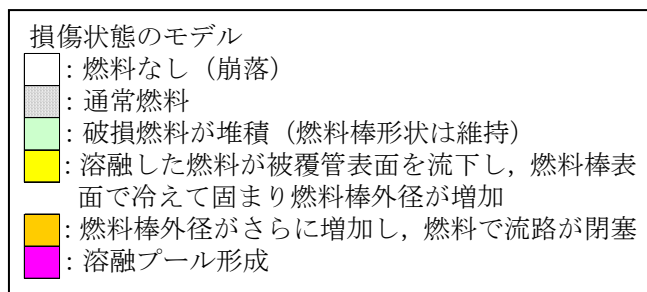 損傷状態のモデル
：燃料なし（崩落）
：通常燃料
：破損燃料が堆積（燃料棒形状は維持）
：溶融した燃料が被覆管表面を流下し，燃料棒表
面で冷えて固まり燃料棒外径が増加
：燃料棒外径がさらに増加し，燃料で流路が閉塞
：溶融プール形成